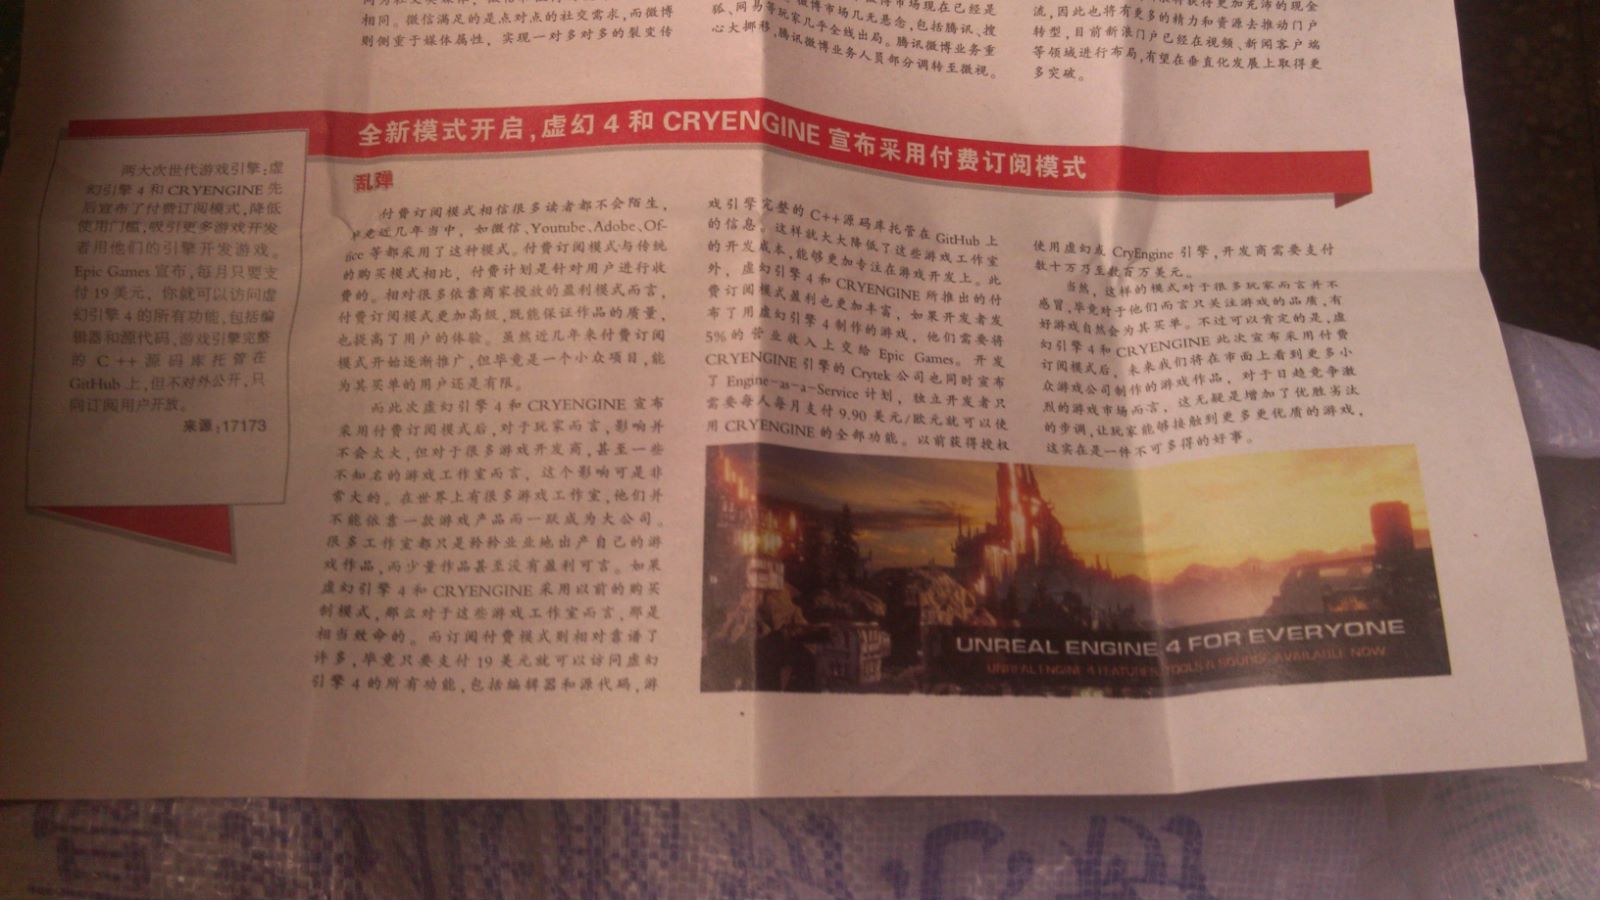 相同。微信满足的是点对点的社交需求,而微博
则侧重于媒体属性,实现一对多对多的裂变传
狐、网易等玩家几乎全线出局。腾讯微博业务重
心大挪移,腾讯微博业务人员部分调转至微视。
流,因此也将有更多的精力和资源去推动门户
转型,目前新浪门户已经在视频、新闻客户端
等领域进行布局,有望在垂直化发展上取得更
多突破。
全新模式开启,虚幻 4 和 CRYENGINE 宣布采用付费订阅模式
两大次世代游戏引擎:虚
幻引擎 4 和 CRYENGINE 先
后宣布了付费订阅模式,降低
使用门槛,吸引更多游戏开发
者用他们的引擎开发游戏。
Epic Games 宣布,每月只要支
付 19 美元, 你就可以访问虚
幻引擎 4 的所有功能,包括编
辑器和源代码,游戏引擎完整
的 C ++ 源码库托管在
GitHub 上,但不对外公开,只
向订阅用户开放。
来源:17173
乱弹
付费订阅模式相信很多读者都不会陌生,
毕竟近几年当中,如微信、Youtube、Adobe、Of-
fice 等都采用了这种模式。付费订阅模式与传统
的购买模式相比,付费计划是针对用户进行收
费的。相对很多依靠商家投放的盈利模式而言,
付费订阅模式更加高级,既能保证作品的质量,
也提高了用户的体验。虽然近几年来付费订阅
模式开始逐渐推广,但毕竟是一个小众项目,能
为其买单的用户还是有限。
而此次虚幻引擎 4 和 CRYENGINE 宣布
采用付费订阅模式后,对于玩家而言,影响并
不会太大,但对于很多游戏开发商,甚至一些
不知名的游戏工作室而言,这个影响可是非
常大的。在世界上有很多游戏工作室,他们并
不能依靠一款游戏产品而一跃成为大公司。
很多工作室都只是矜矜业业地出产自己的游
戏作品,而少量作品甚至没有盈利可言。如果
虚幻引擎 4 和 CRYENGINE 采用以前的购买
制模式,那么对于这些游戏工作室而言,那是
相当致命的。而订阅付费模式则相对靠谱了
许多,毕竟只要支付 19 美元就可以访问虚幻
引擎 4 的所有功能,包括编辑器和源代码,游
戏引擎完整的 C++ 源码库托管在 GitHub 上
的信息。这样就大大降低了这些游戏工作室
的开发成本,能够更加专注在游戏开发上。此
外,虚幻引擎 4 和 CRYENGINE 所推出的付
费订阅模式盈利也更加丰富,如果开发者发
布了用虚幻引擎 4 制作的游戏,他们需要将
5% 的营业收入上交给 Epic Games。开发
CRYENGINE 引擎的 Crytek 公司也同时宣布
了 Engine-as-a-Service 计划,独立开发者只
需要每人每月支付 9.90 美元/欧元就可以使
用 CRYENGINE 的全部功能。以前获得授权
使用虚幻或 CryEngine 引擎,开发商需要支付
数十万乃至数百万美元。
当然,这样的模式对于很多玩家而言并不
感冒,毕竟对于他们而言只关注游戏的品质,有
好游戏自然会为其买单。不过可以肯定的是,虚
幻引擎 4 和 CRYENGINE 此次宣布采用付费
订阅模式后,未来我们将在市面上看到更多小
众游戏公司制作的游戏作品,对于日趋竞争激
烈的游戏市场而言,这无疑是增加了优胜劣汰
的步调,让玩家能够接触到更多更优质的游戏,
这实在是一件不可多得的好事。
UNREAL ENGINE 4 FOR EVERYONE
UNREAL ENGINE 4 FEATURES, TOOLS & SOURCE AVAILABLE NOW